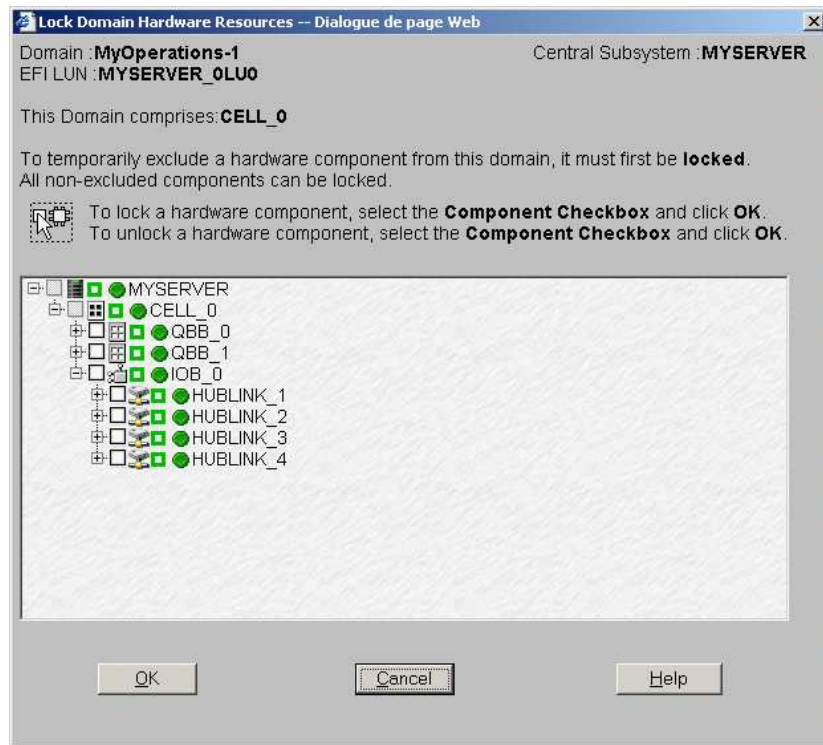 Lock Domain Hardware Resources -- Dialogue de page Web
Domain :MyOperations-1 Central Subsystem :MYSERVER
EFI LUN :MYSERVER_0LU0
This Domain comprises:CELL_0
To temporarily exclude a hardware component from this domain, it must first be locked.
All non-excluded components can be locked.
To lock a hardware component, select the Component Checkbox and click OK.
To unlock a hardware component, select the Component Checkbox and click OK.
MYSERVER
CELL_0
QBB_0
QBB_1
IOB_0
HUBLINK_1
HUBLINK_2
HUBLINK_3
HUBLINK_4
OK Cancel Help